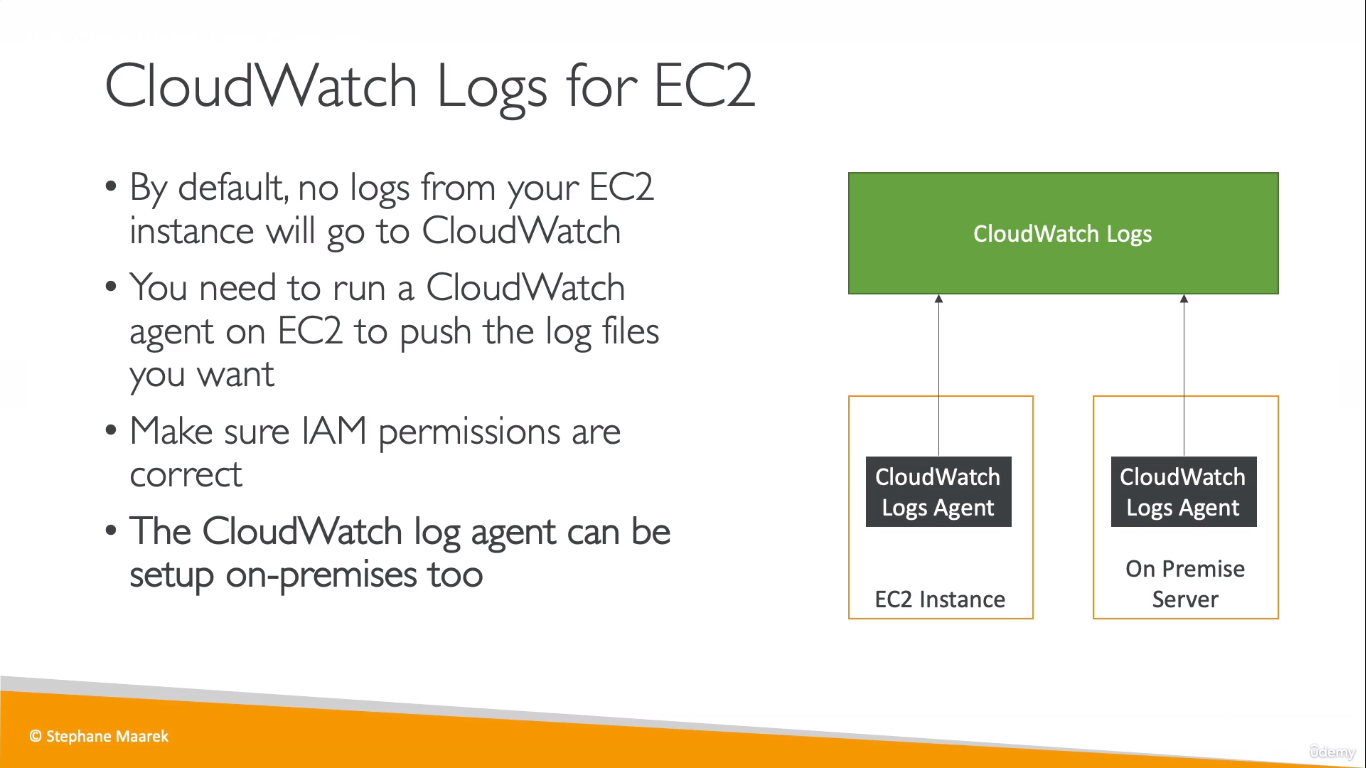 CloudWatch Logs for EC2
• By default, no logs from your EC2
instance will go to CloudWatch
• You need to run a CloudWatch
agent on EC2 to push the log files
you want
• Make sure IAM permissions are
correct
• The CloudWatch log agent can be
setup on-premises too
CloudWatch Logs
CloudWatch
Logs Agent
EC2 Instance
CloudWatch
Logs Agent
On Premise
Server
© Stephane Maarek
ûdemy